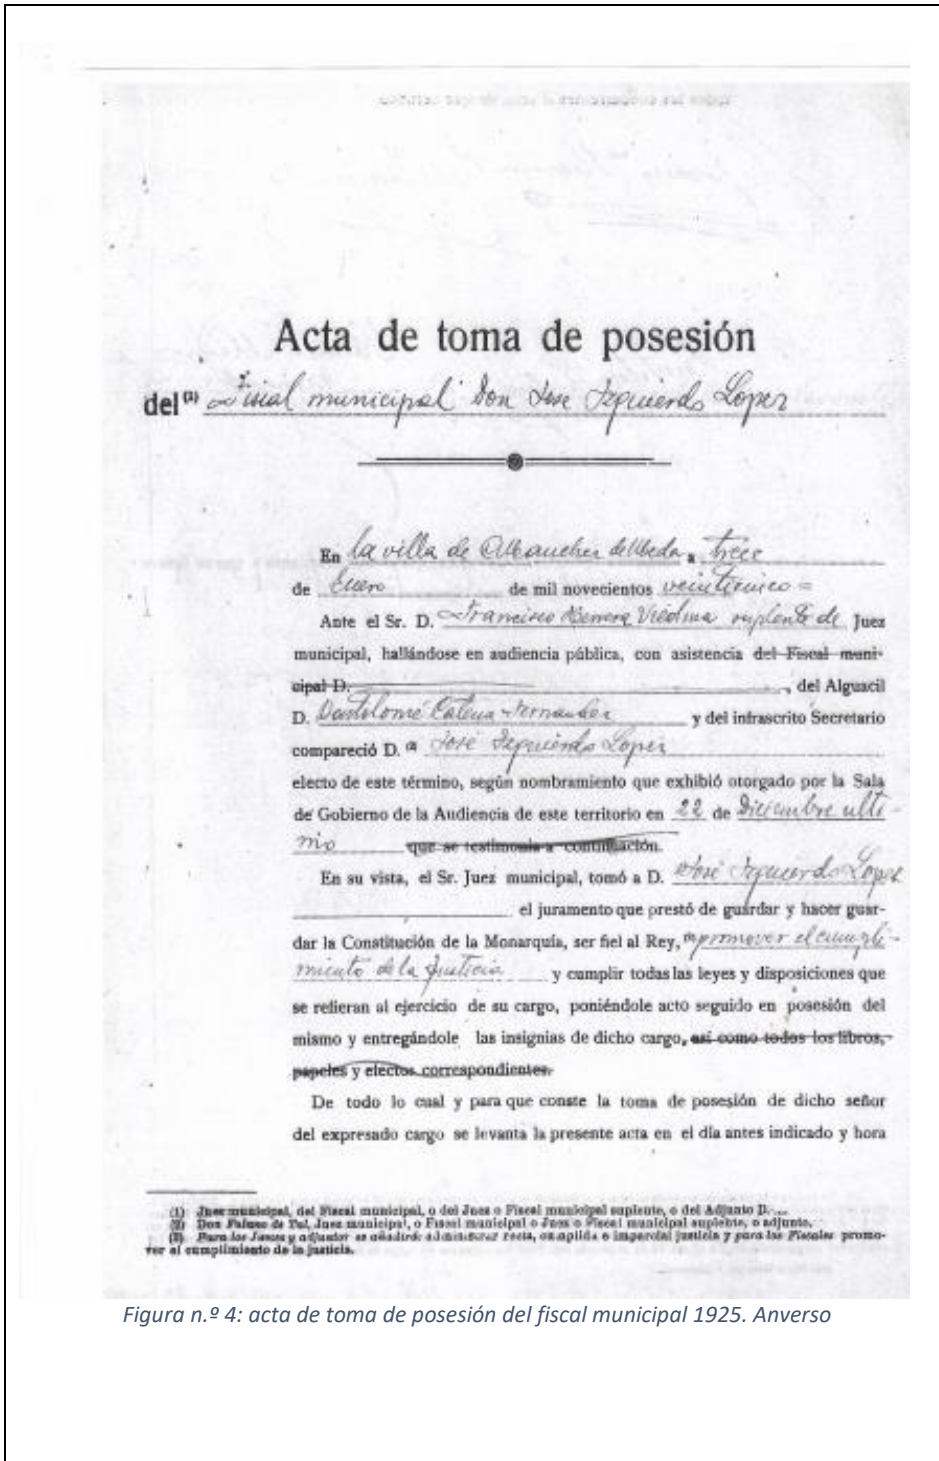 Acta de toma de posesión
del (1) Fiscal municipal Don Jose Izquierdo Lopez
En la villa de Albanchez de Ubeda a trece
de Enero de mil novecientos veinticinco =
Ante el Sr. D. Francisco Herrera Viedma suplente de Juez
municipal, hallándose en audiencia pública, con asistencia del Fiscal muni-
cipal D. , del Alguacil
D. Bartolomé Catena Fernandez y del infrascrito Secretario
compareció D. (2) José Izquierdo Lopez
electo de este término, según nombramiento que exhibió otorgado por la Sala
de Gobierno de la Audiencia de este territorio en 22 de Diciembre ulti-
mo que se testimonia a continuación.
En su vista, el Sr. Juez municipal, tomó a D. José Izquierdo Lopez
el juramento que prestó de guardar y hacer guar-
dar la Constitución de la Monarquía, ser fiel al Rey, (3) promover el cumpli-
miento de la Justicia y cumplir todas las leyes y disposiciones que
se refieran al ejercicio de su cargo, poniéndole acto seguido en posesión del
mismo y entregándole las insignias de dicho cargo, así como todos los libros,
papeles y efectos correspondientes.
De todo lo cual y para que conste la toma de posesión de dicho señor
del expresado cargo se levanta la presente acta en el día antes indicado y hora
(1) Juez municipal, del Fiscal municipal, o del Juez o Fiscal municipal suplente, o del Adjunto D....
(2) Don Fulano de Tal, Juez municipal, o Fiscal municipal o Juez o Fiscal municipal suplente, o adjunto.
(3) Para los Jueces y adjuntos se añadirá: administrar recta, cumplida e imparcial justicia y para los Fiscales promo-
ver al cumplimiento de la justicia.
Figura n.º 4: acta de toma de posesión del fiscal municipal 1925. Anverso